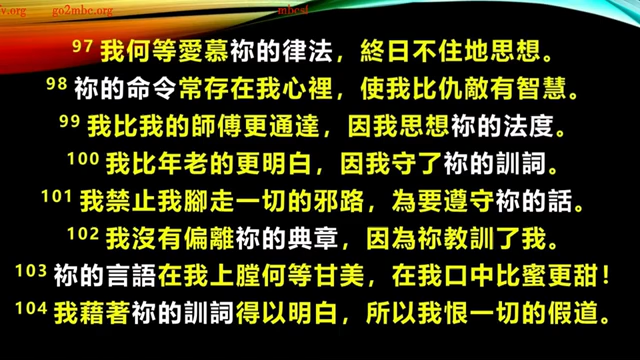 v.org go2mbc.org mbcsl
97 我何等愛慕祢的律法，終日不住地思想。
98 祢的命令常存在我心裡，使我比仇敵有智慧。
99 我比我的師傅更通達，因我思想祢的法度。
100 我比年老的更明白，因我守了祢的訓詞。
101 我禁止我腳走一切的邪路，為要遵守祢的話。
102 我沒有偏離祢的典章，因為祢教訓了我。
103 祢的言語在我上膛何等甘美，在我口中比蜜更甜！
104 我藉著祢的訓詞得以明白，所以我恨一切的假道。